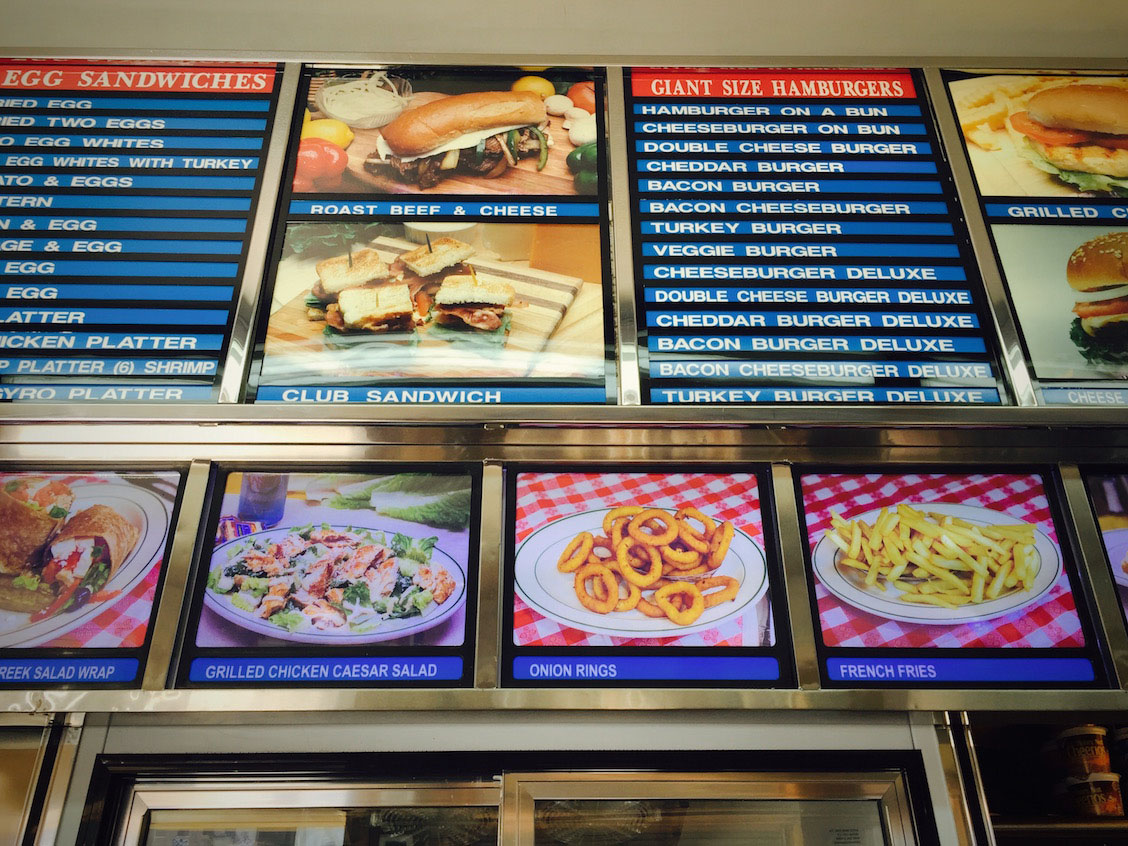 EGG SANDWICHES
RIED EGG
RIED TWO EGGS
O EGG WHITES
EGG WHITES WITH TURKEY
ATO & EGGS
TERN
N & EGG
AGE & EGG
EGG
EGG
LATTER
HICKEN PLATTER
P PLATTER (6) SHRIMP
GYRO PLATTER
ROAST BEEF & CHEESE
CLUB SANDWICH
GIANT SIZE HAMBURGERS
HAMBURGER ON A BUN
CHEESEBURGER ON BUN
DOUBLE CHEESE BURGER
CHEDDAR BURGER
BACON BURGER
BACON CHEESEBURGER
TURKEY BURGER
VEGGIE BURGER
CHEESEBURGER DELUXE
DOUBLE CHEESE BURGER DELUXE
CHEDDAR BURGER DELUXE
BACON BURGER DELUXE
BACON CHEESEBURGER DELUXE
TURKEY BURGER DELUXE
GRILLED C
CHEESE
REEK SALAD WRAP
GRILLED CHICKEN CAESAR SALAD
ONION RINGS
FRENCH FRIES